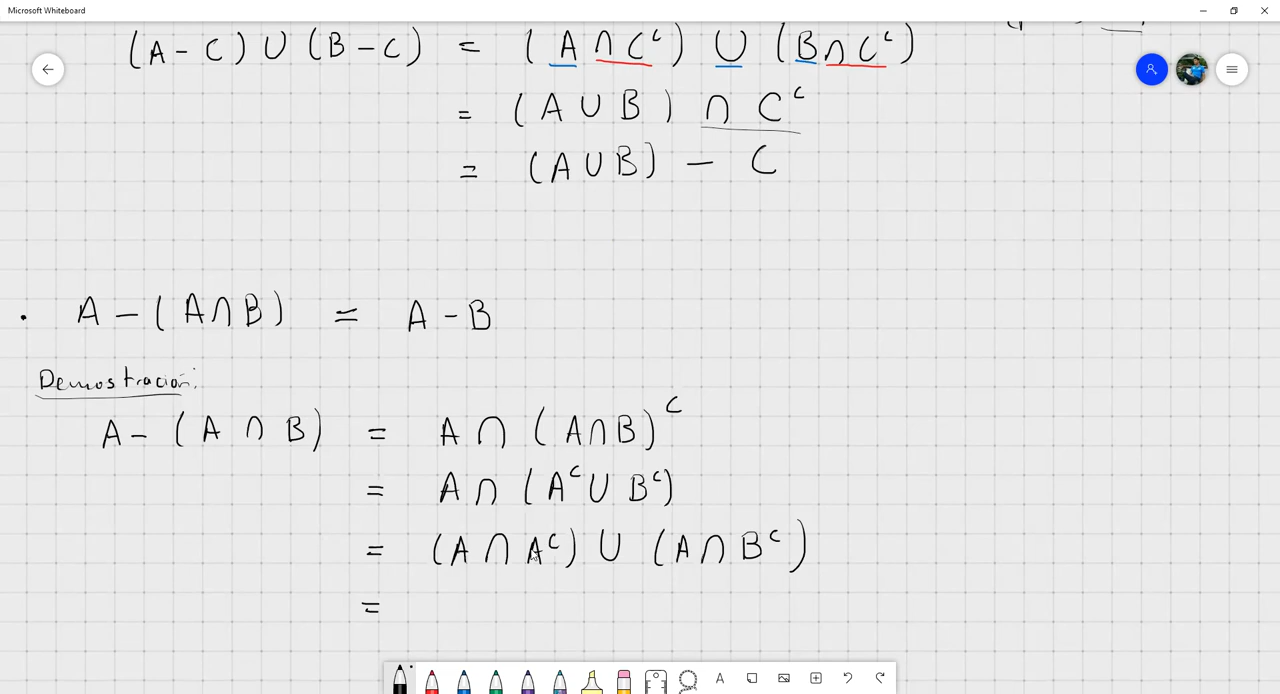 Microsoft Whiteboard
(A - C) ∪ (B - C) = (A ∩ Cᶜ) ∪ (B ∩ Cᶜ)
= (A ∪ B) ∩ Cᶜ
= (A ∪ B) - C
. A - (A ∩ B) = A - B
Demostración:
A - (A ∩ B) = A ∩ (A ∩ B)ᶜ
= A ∩ (Aᶜ ∪ Bᶜ)
= (A ∩ Aᶜ) ∪ (A ∩ Bᶜ)
=